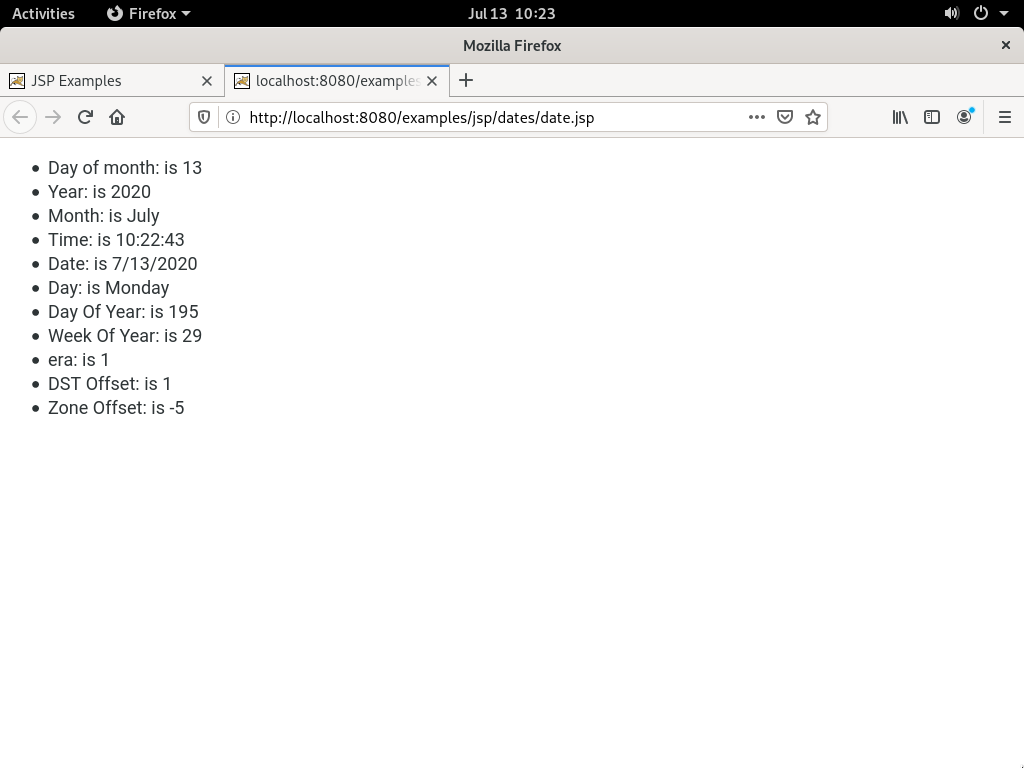 Activities Firefox Jul 13 10:23
Mozilla Firefox
JSP Examples localhost:8080/examples
http://localhost:8080/examples/jsp/dates/date.jsp
Day of month: is 13
Year: is 2020
Month: is July
Time: is 10:22:43
Date: is 7/13/2020
Day: is Monday
Day Of Year: is 195
Week Of Year: is 29
era: is 1
DST Offset: is 1
Zone Offset: is -5